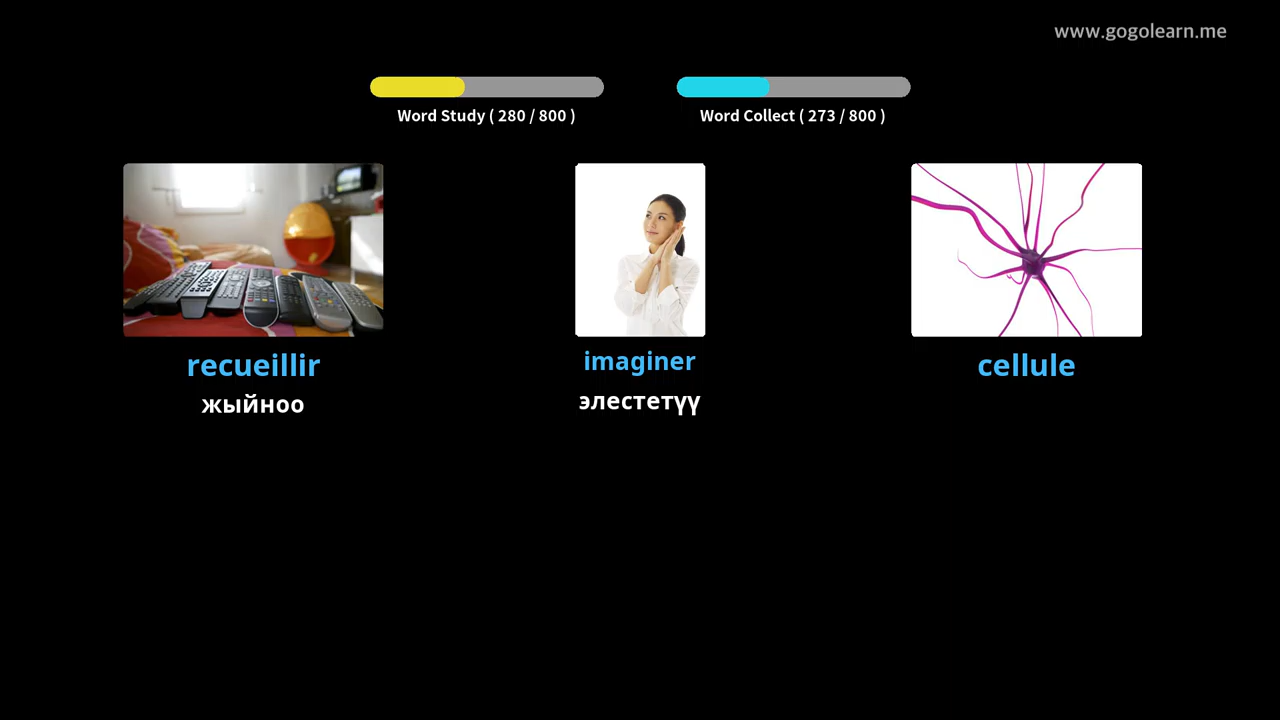 www.gogolearn.me
Word Study ( 280 / 800 )
Word Collect ( 273 / 800 )
recueillir
imaginer
cellule
жыйноо
элестетүү